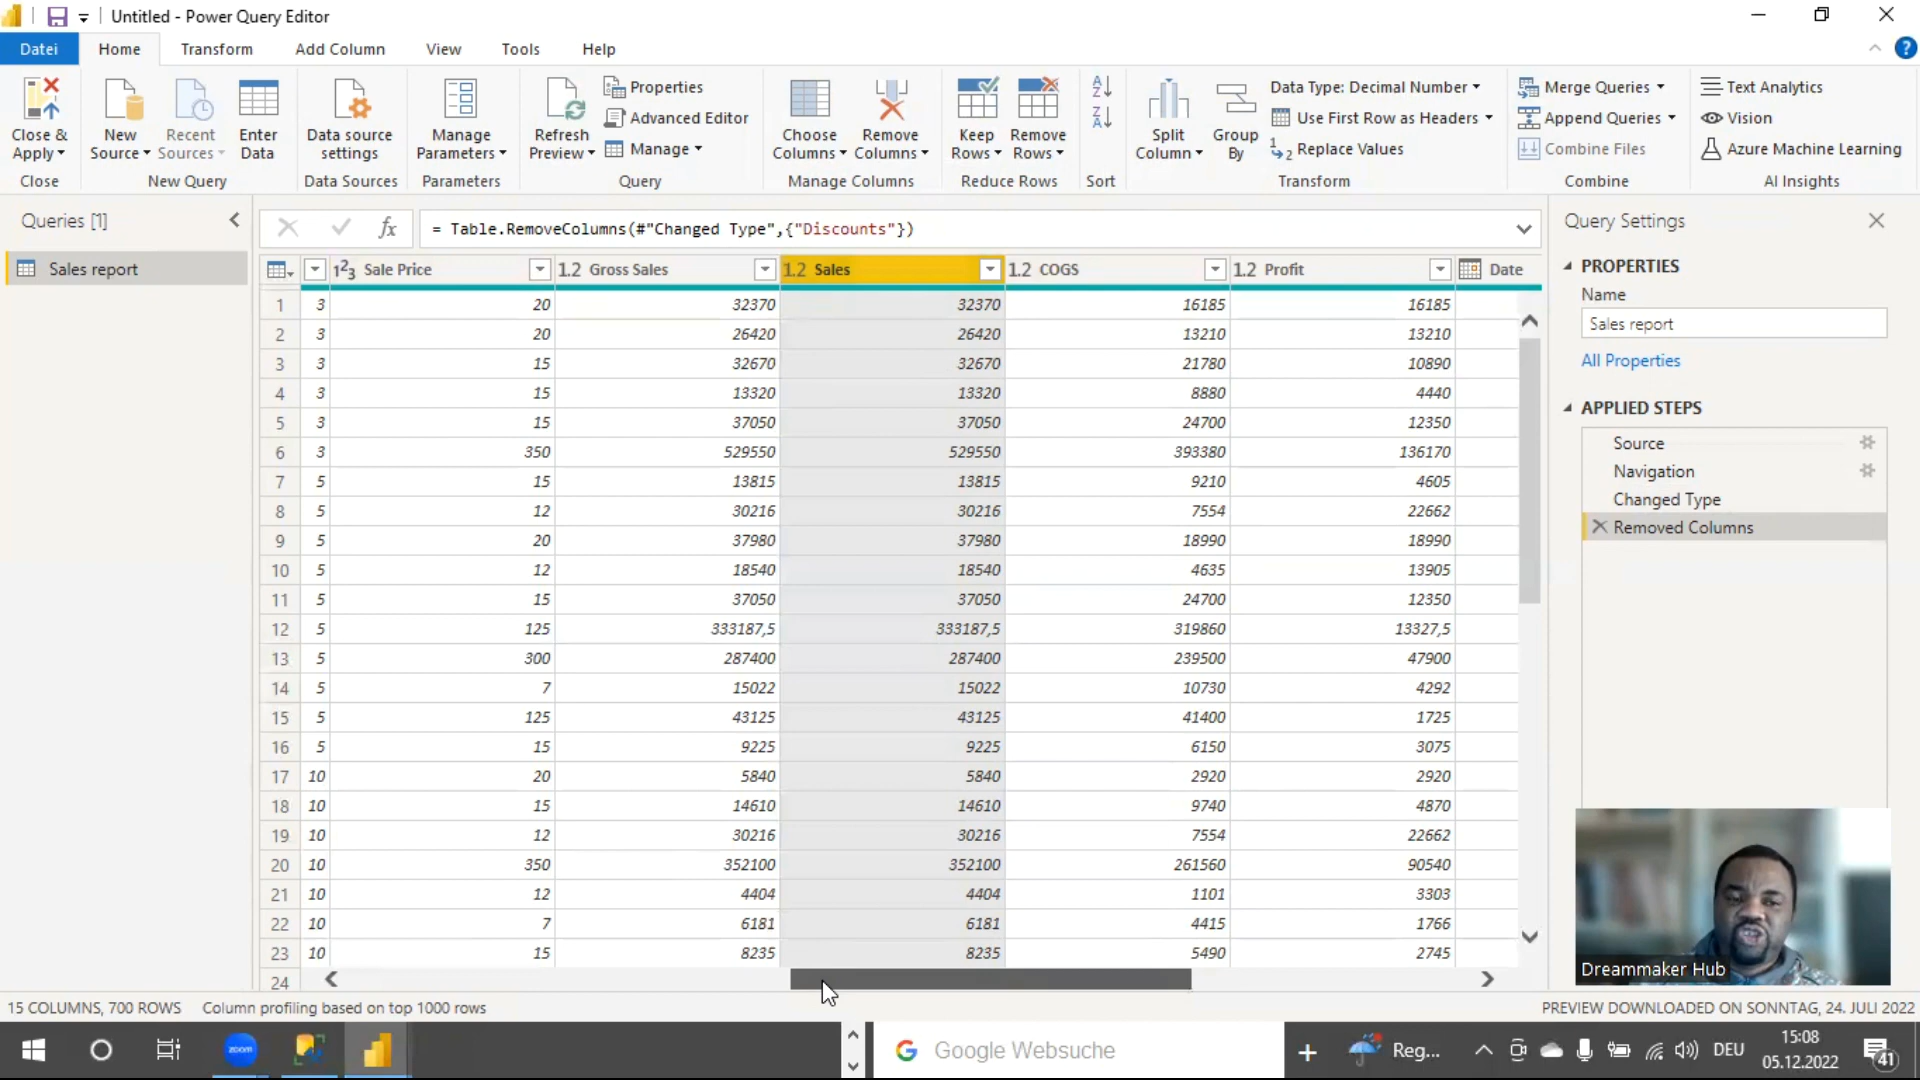 Untitled - Power Query Editor
Datei Home Transform Add Column View Tools Help
Close & Apply
New Source
Recent Sources
Enter Data
Data source settings
Manage Parameters
Refresh Preview
Properties
Advanced Editor
Manage
Choose Columns
Remove Columns
Keep Rows
Remove Rows
Split Column
Group By
Data Type: Decimal Number
Use First Row as Headers
Replace Values
Merge Queries
Append Queries
Combine Files
Text Analytics
Vision
Azure Machine Learning
Close New Query Data Sources Parameters Query Manage Columns Reduce Rows Sort Transform Combine AI Insights
Queries [1]
Sales report
fx = Table.RemoveColumns(#"Changed Type",{"Discounts"})
123 Sale Price 1.2 Gross Sales 1.2 Sales 1.2 COGS 1.2 Profit Date
1 3 20 32370 32370 16185 16185
2 3 20 26420 26420 13210 13210
3 3 15 32670 32670 21780 10890
4 3 15 13320 13320 8880 4440
5 3 15 37050 37050 24700 12350
6 3 350 529550 529550 393380 136170
7 5 15 13815 13815 9210 4605
8 5 12 30216 30216 7554 22662
9 5 20 37980 37980 18990 18990
10 5 12 18540 18540 4635 13905
11 5 15 37050 37050 24700 12350
12 5 125 333187,5 333187,5 319860 13327,5
13 5 300 287400 287400 239500 47900
14 5 7 15022 15022 10730 4292
15 5 125 43125 43125 41400 1725
16 5 15 9225 9225 6150 3075
17 10 20 5840 5840 2920 2920
18 10 15 14610 14610 9740 4870
19 10 12 30216 30216 7554 22662
20 10 350 352100 352100 261560 90540
21 10 12 4404 4404 1101 3303
22 10 7 6181 6181 4415 1766
23 10 15 8235 8235 5490 2745
24
Query Settings
PROPERTIES
Name
Sales report
All Properties
APPLIED STEPS
Source
Navigation
Changed Type
Removed Columns
Dreammaker Hub
15 COLUMNS, 700 ROWS Column profiling based on top 1000 rows
PREVIEW DOWNLOADED ON SONNTAG, 24. JULI 2022
zoom
Google Websuche
Reg...
DEU
15:08
05.12.2022
41